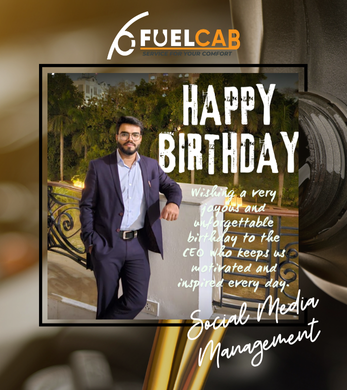 FUELCAB
HAPPY
BIRTHDAY
Wishing a very
joyous and
unforgettable
birthday to the
CEO who keeps us
motivated and
inspired every day.
Social Media
Management